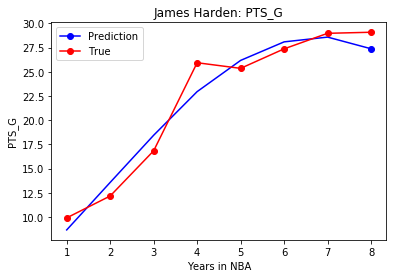 James Harden: PTS_G
Prediction
True
PTS_G
30.0
27.5
25.0
22.5
20.0
17.5
15.0
12.5
10.0
1 2 3 4 5 6 7 8
Years in NBA